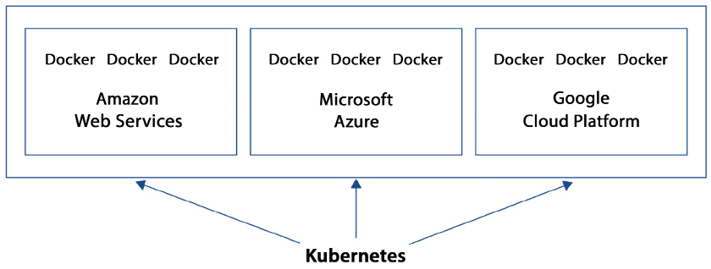 Docker Docker Docker
Amazon
Web Services
Docker Docker Docker
Microsoft
Azure
Docker Docker Docker
Google
Cloud Platform
Kubernetes